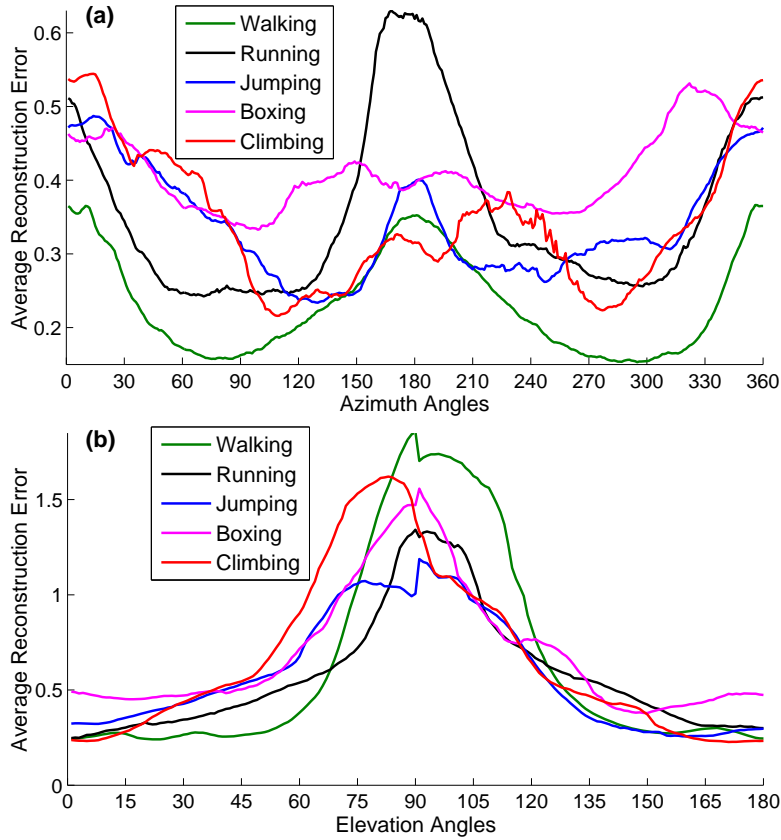 (a)
Walking
Running
Jumping
Boxing
Climbing
Average Reconstruction Error
0.6
0.5
0.4
0.3
0.2
0 30 60 90 120 150 180 210 240 270 300 330 360
Azimuth Angles
(b)
Walking
Running
Jumping
Boxing
Climbing
Average Reconstruction Error
1.5
1
0.5
0
0 15 30 45 60 75 90 105 120 135 145 155 180
Elevation Angles